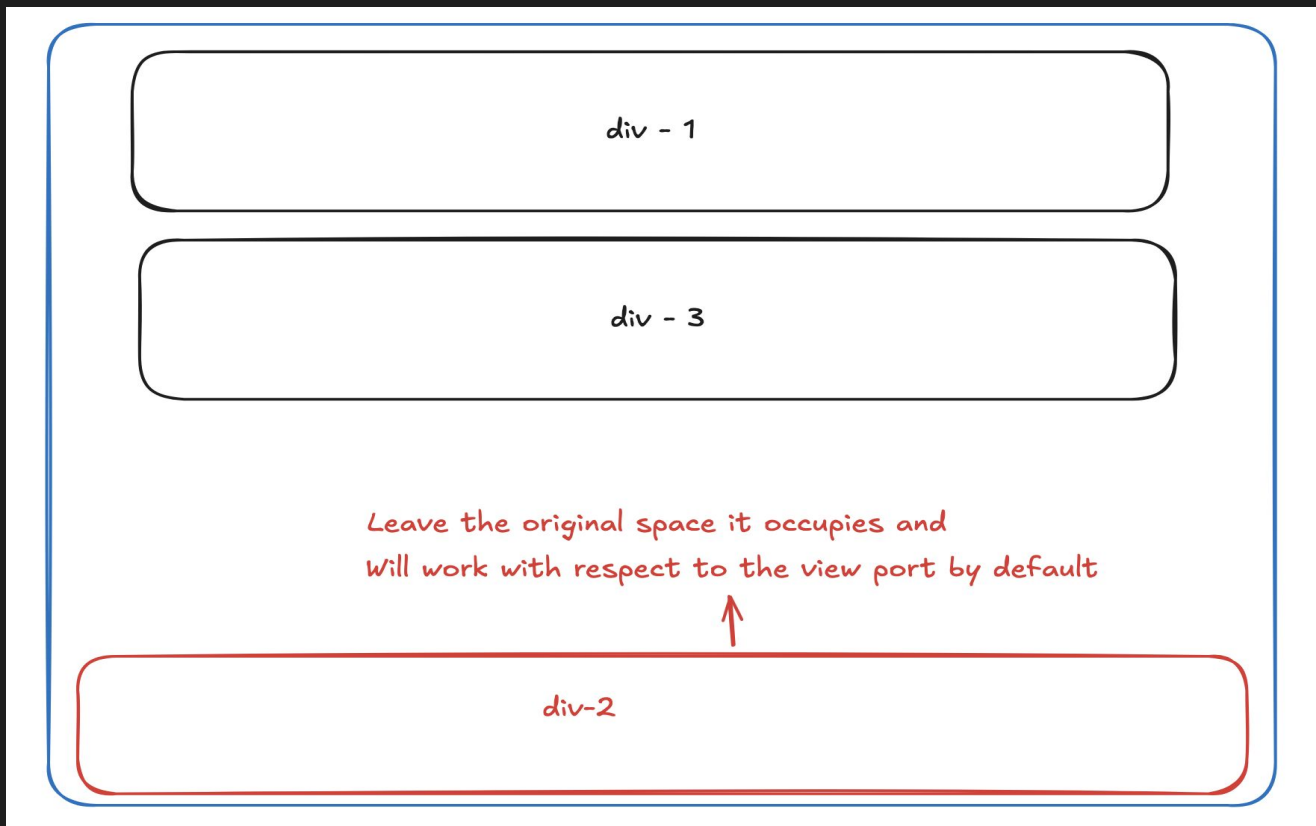 div - 1
div - 3
Leave the original space it occupies and
Will work with respect to the view port by default
div-2